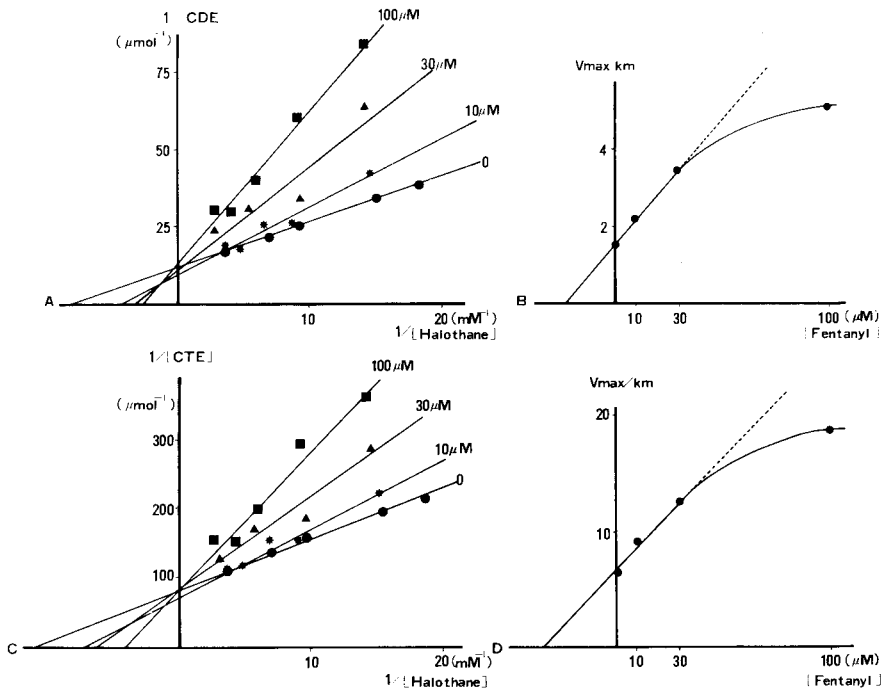 1 CDE
(μmol⁻¹)
100μM
30μM
10μM
0
75
50
25
A
10
20
(mM⁻¹)
1/[Halothane]
Vmax km
4
2
B
10
30
100 (μM)
[Fentanyl]
1/[CTE]
(μmol⁻¹)
100μM
30μM
10μM
0
300
200
100
C
10
20
(mM⁻¹)
1/[Halothane]
Vmax/km
20
10
D
10
30
100 (μM)
[Fentanyl]